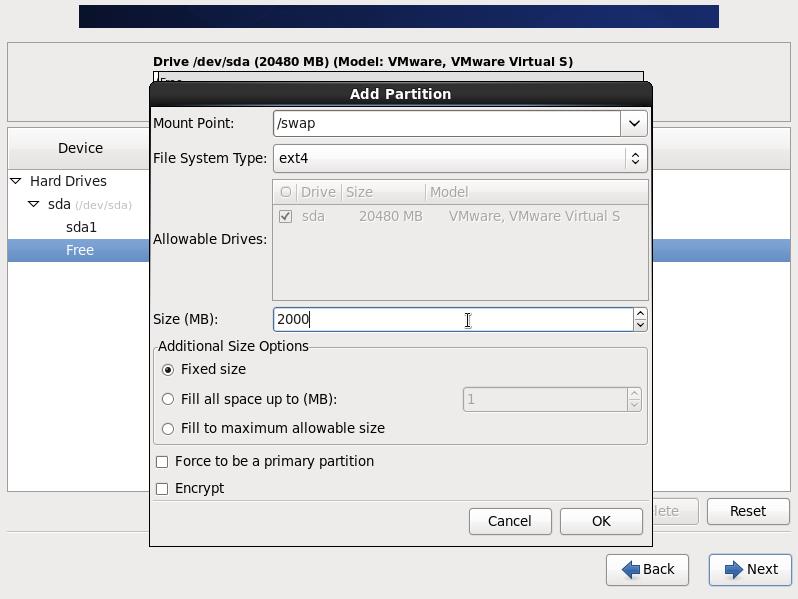 Drive /dev/sda (20480 MB) (Model: VMware, VMware Virtual S)
Free
Add Partition
Mount Point: /swap
File System Type: ext4
Device
Drive Size Model
Hard Drives
sda (/dev/sda)
sda 20480 MB VMware, VMware Virtual S
sda1
Allowable Drives:
Free
Size (MB): 2000
Additional Size Options
Fixed size
Fill all space up to (MB): 1
Fill to maximum allowable size
Force to be a primary partition
Encrypt
Cancel OK
Reset
Back Next